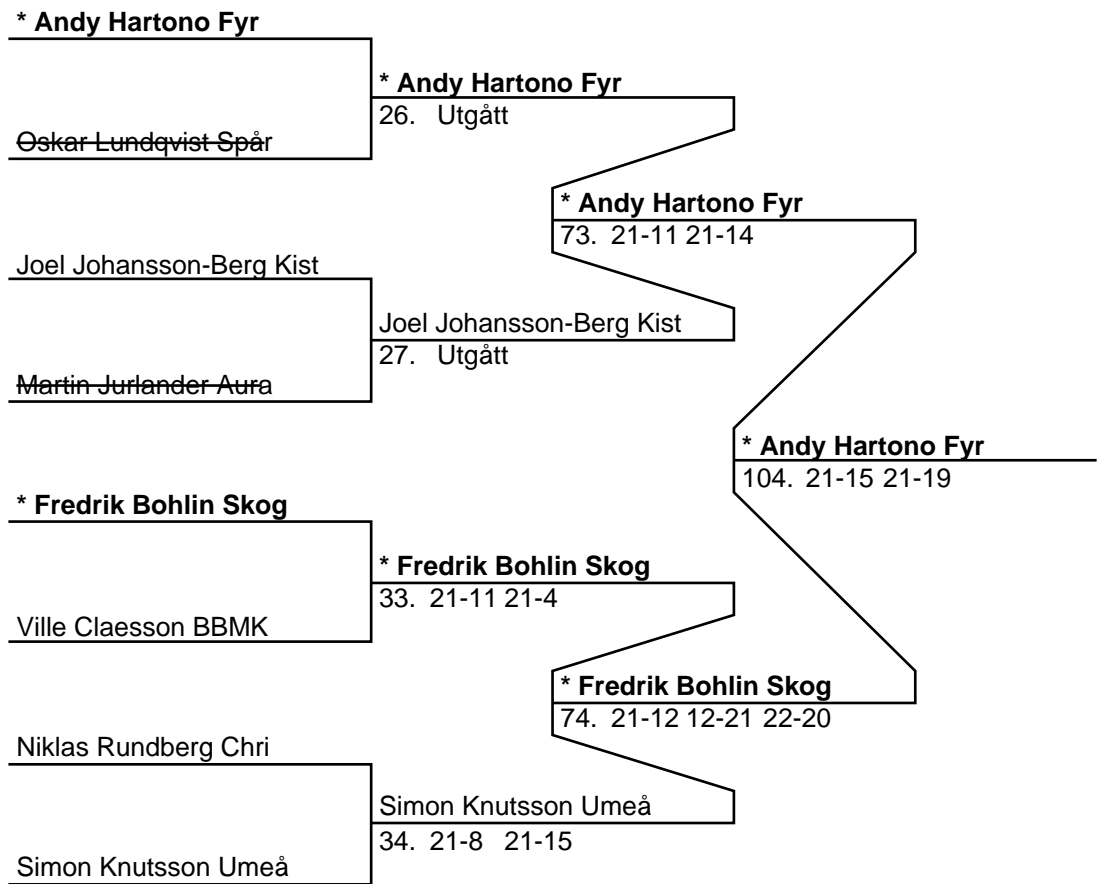 * Andy Hartono Fyr
* Andy Hartono Fyr
26. Utgått
Oskar Lundqvist Spår
* Andy Hartono Fyr
73. 21-11 21-14
Joel Johansson-Berg Kist
Joel Johansson-Berg Kist
27. Utgått
Martin Jurlander Aura
* Andy Hartono Fyr
104. 21-15 21-19
* Fredrik Bohlin Skog
* Fredrik Bohlin Skog
33. 21-11 21-4
Ville Claesson BBMK
* Fredrik Bohlin Skog
74. 21-12 12-21 22-20
Niklas Rundberg Chri
Simon Knutsson Umeå
34. 21-8 21-15
Simon Knutsson Umeå